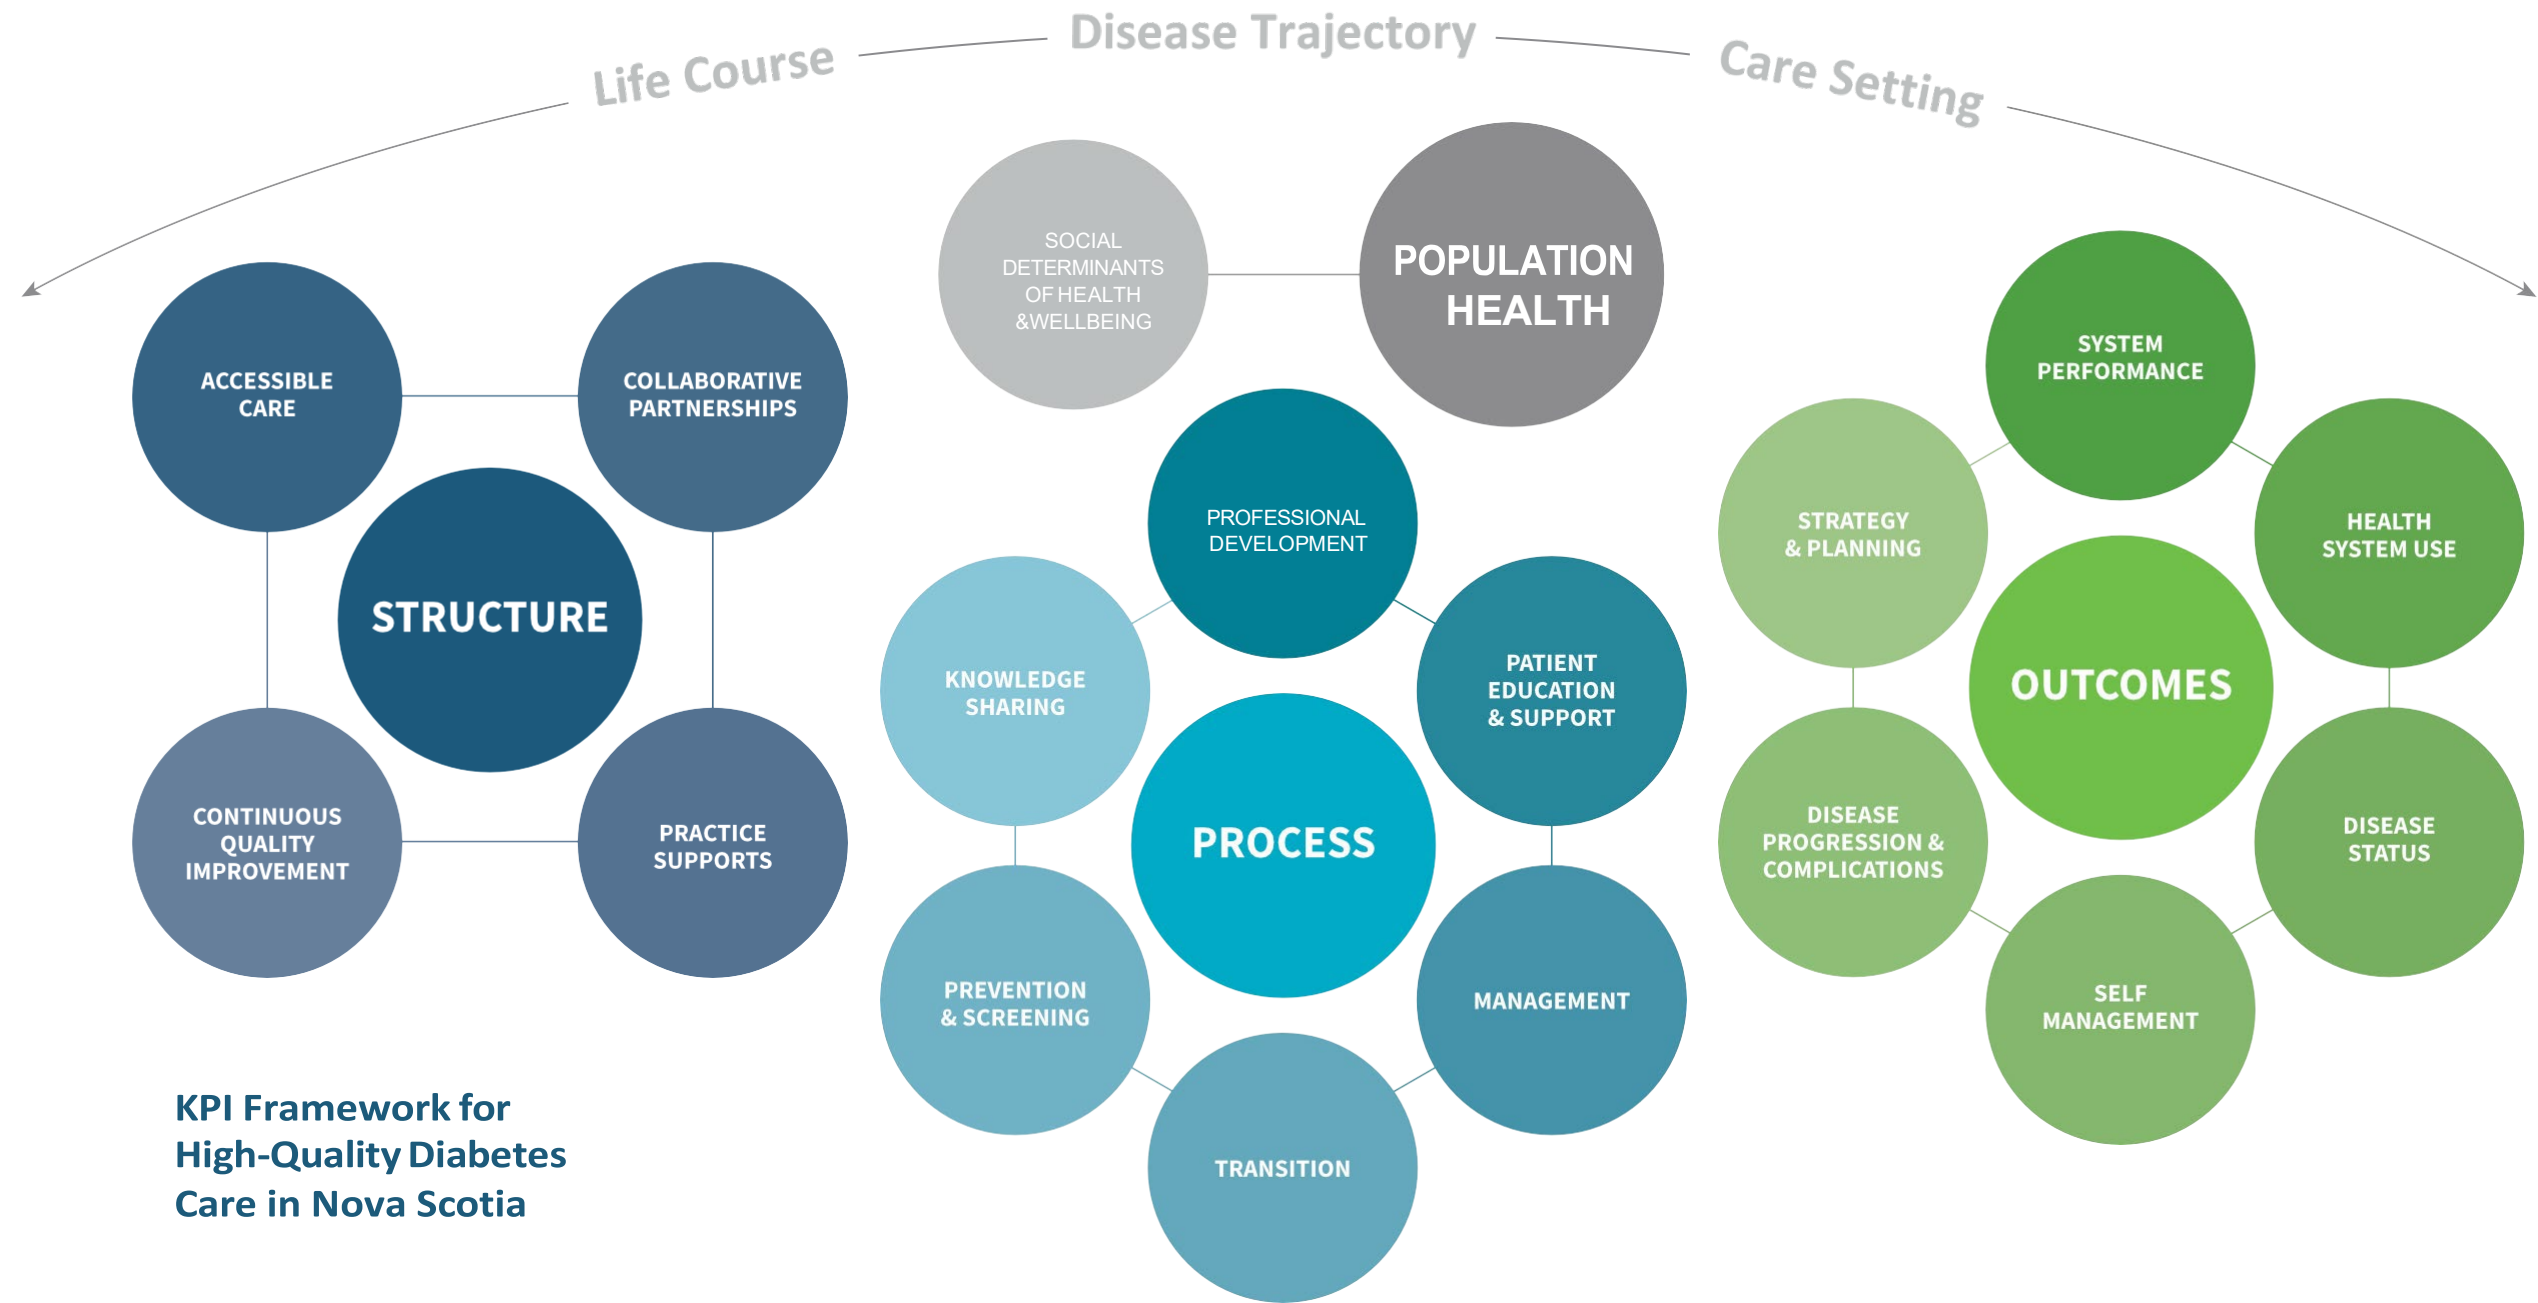 Life Course
Disease Trajectory
Care Setting
SOCIAL
DETERMINANTS
OF HEALTH
&WELLBEING
POPULATION
HEALTH
ACCESSIBLE
CARE
COLLABORATIVE
PARTNERSHIPS
STRUCTURE
CONTINUOUS
QUALITY
IMPROVEMENT
PRACTICE
SUPPORTS
PROFESSIONAL
DEVELOPMENT
KNOWLEDGE
SHARING
PATIENT
EDUCATION
& SUPPORT
PROCESS
PREVENTION
& SCREENING
MANAGEMENT
TRANSITION
SYSTEM
PERFORMANCE
STRATEGY
& PLANNING
HEALTH
SYSTEM USE
OUTCOMES
DISEASE
PROGRESSION &
COMPLICATIONS
DISEASE
STATUS
SELF
MANAGEMENT
KPI Framework for
High-Quality Diabetes
Care in Nova Scotia